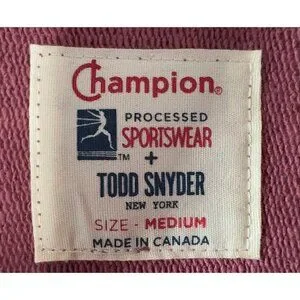 Champion®
PROCESSED
SPORTSWEAR
™ +
TODD SNYDER
NEW YORK
SIZE - MEDIUM
MADE IN CANADA